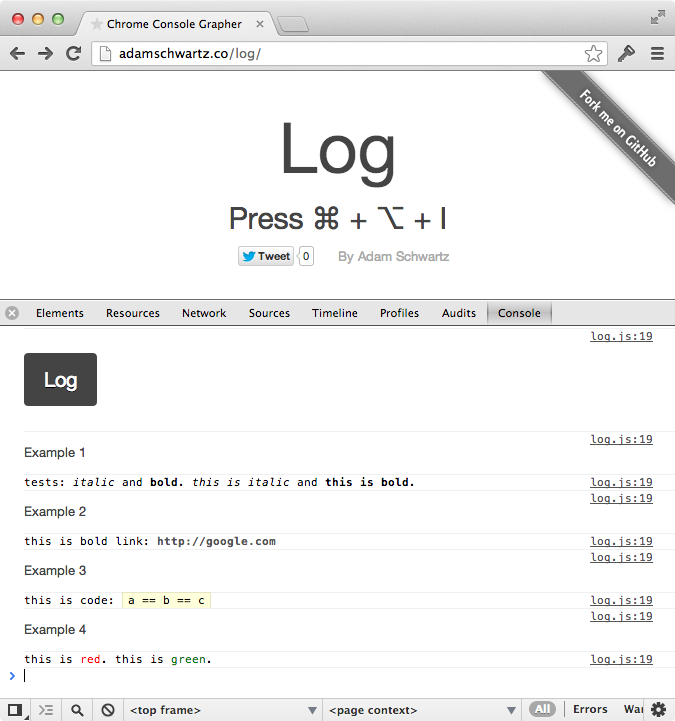 Chrome Console Grapher
adamschwartz.co/log/
Fork me on GitHub
Log
Press ⌘ + ⌥ + I
Tweet 0 By Adam Schwartz
Elements Resources Network Sources Timeline Profiles Audits Console
log.js:19
Log
log.js:19
Example 1
tests: italic and bold. this is italic and this is bold. log.js:19
log.js:19
Example 2
this is bold link: http://google.com log.js:19
log.js:19
Example 3
this is code: a == b == c log.js:19
log.js:19
Example 4
this is red. this is green. log.js:19
<top frame> <page context> All Errors War